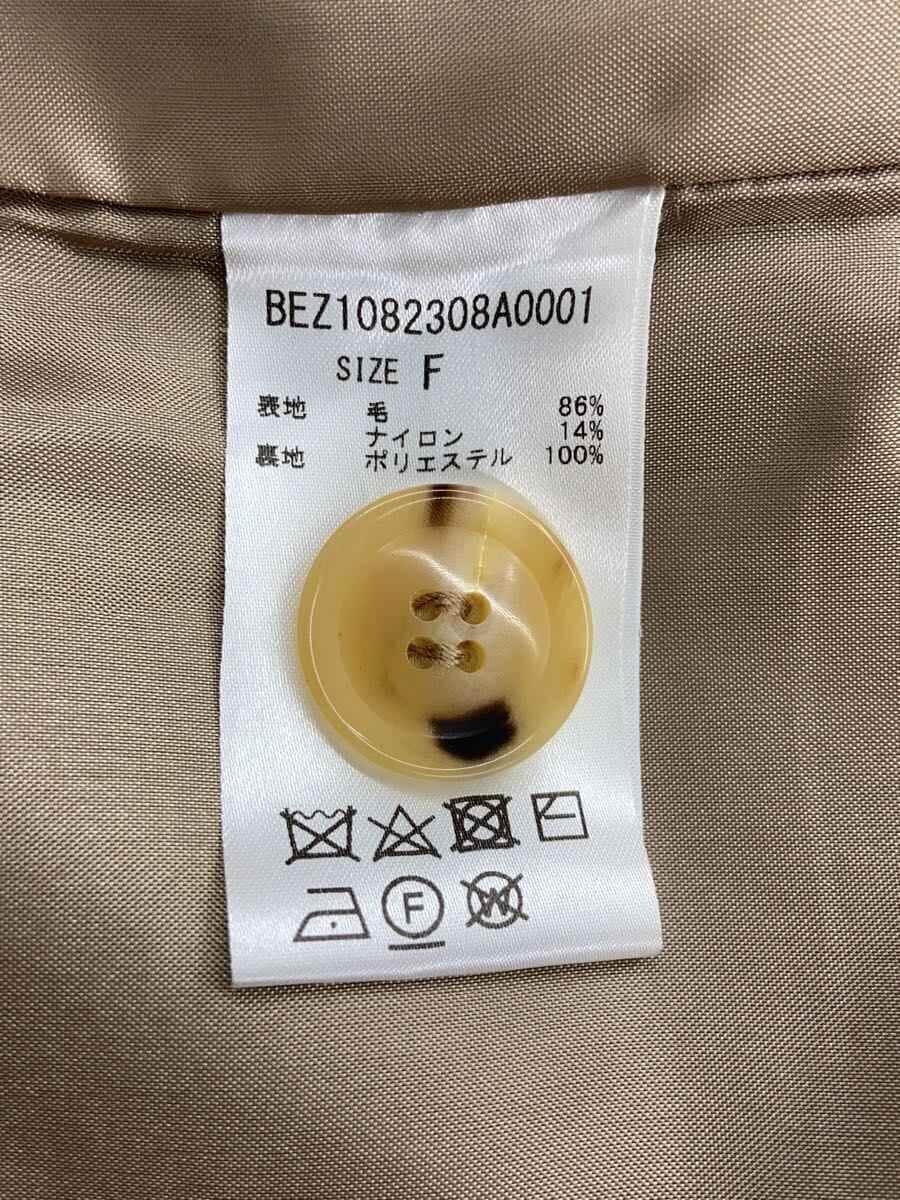 BEZ1082308A0001
SIZE F
表地 毛 86%
ナイロン 14%
裏地 ポリエステル 100%
F
W